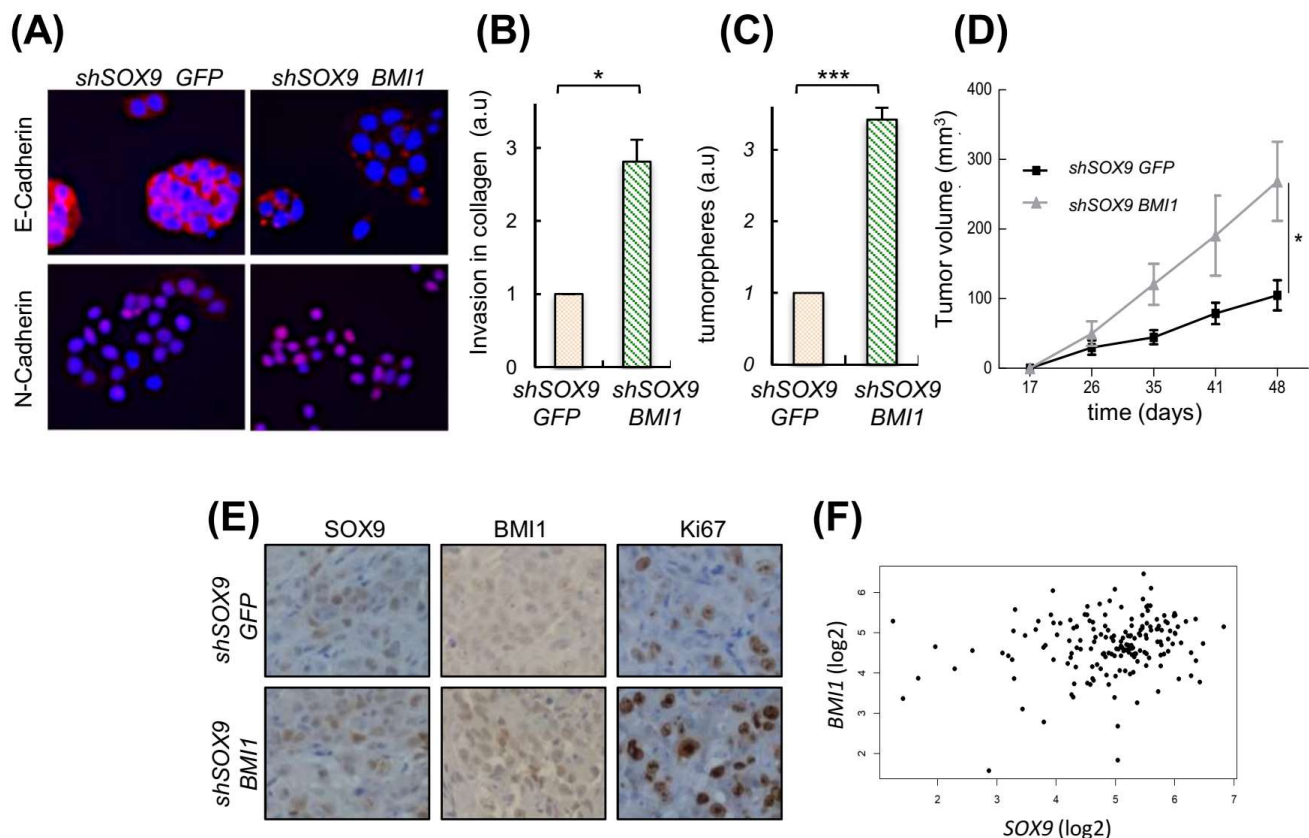 (A)
shSOX9 GFP
shSOX9 BMI1
E-Cadherin
N-Cadherin
(B)
*
Invasion in collagen (a.u)
3
2
1
0
shSOX9
GFP
shSOX9
BMI1
(C)
***
tumorppheres (a.u)
3
2
1
0
shSOX9
GFP
shSOX9
BMI1
(D)
Tumor volume (mm³)
400
300
200
100
0
shSOX9 GFP
shSOX9 BMI1
*
17 26 35 41 48
time (days)
(E)
SOX9
BMI1
Ki67
shSOX9
GFP
shSOX9
BMI1
(F)
BMI1 (log2)
6
5
4
3
2
2 3 4 5 6 7
SOX9 (log2)